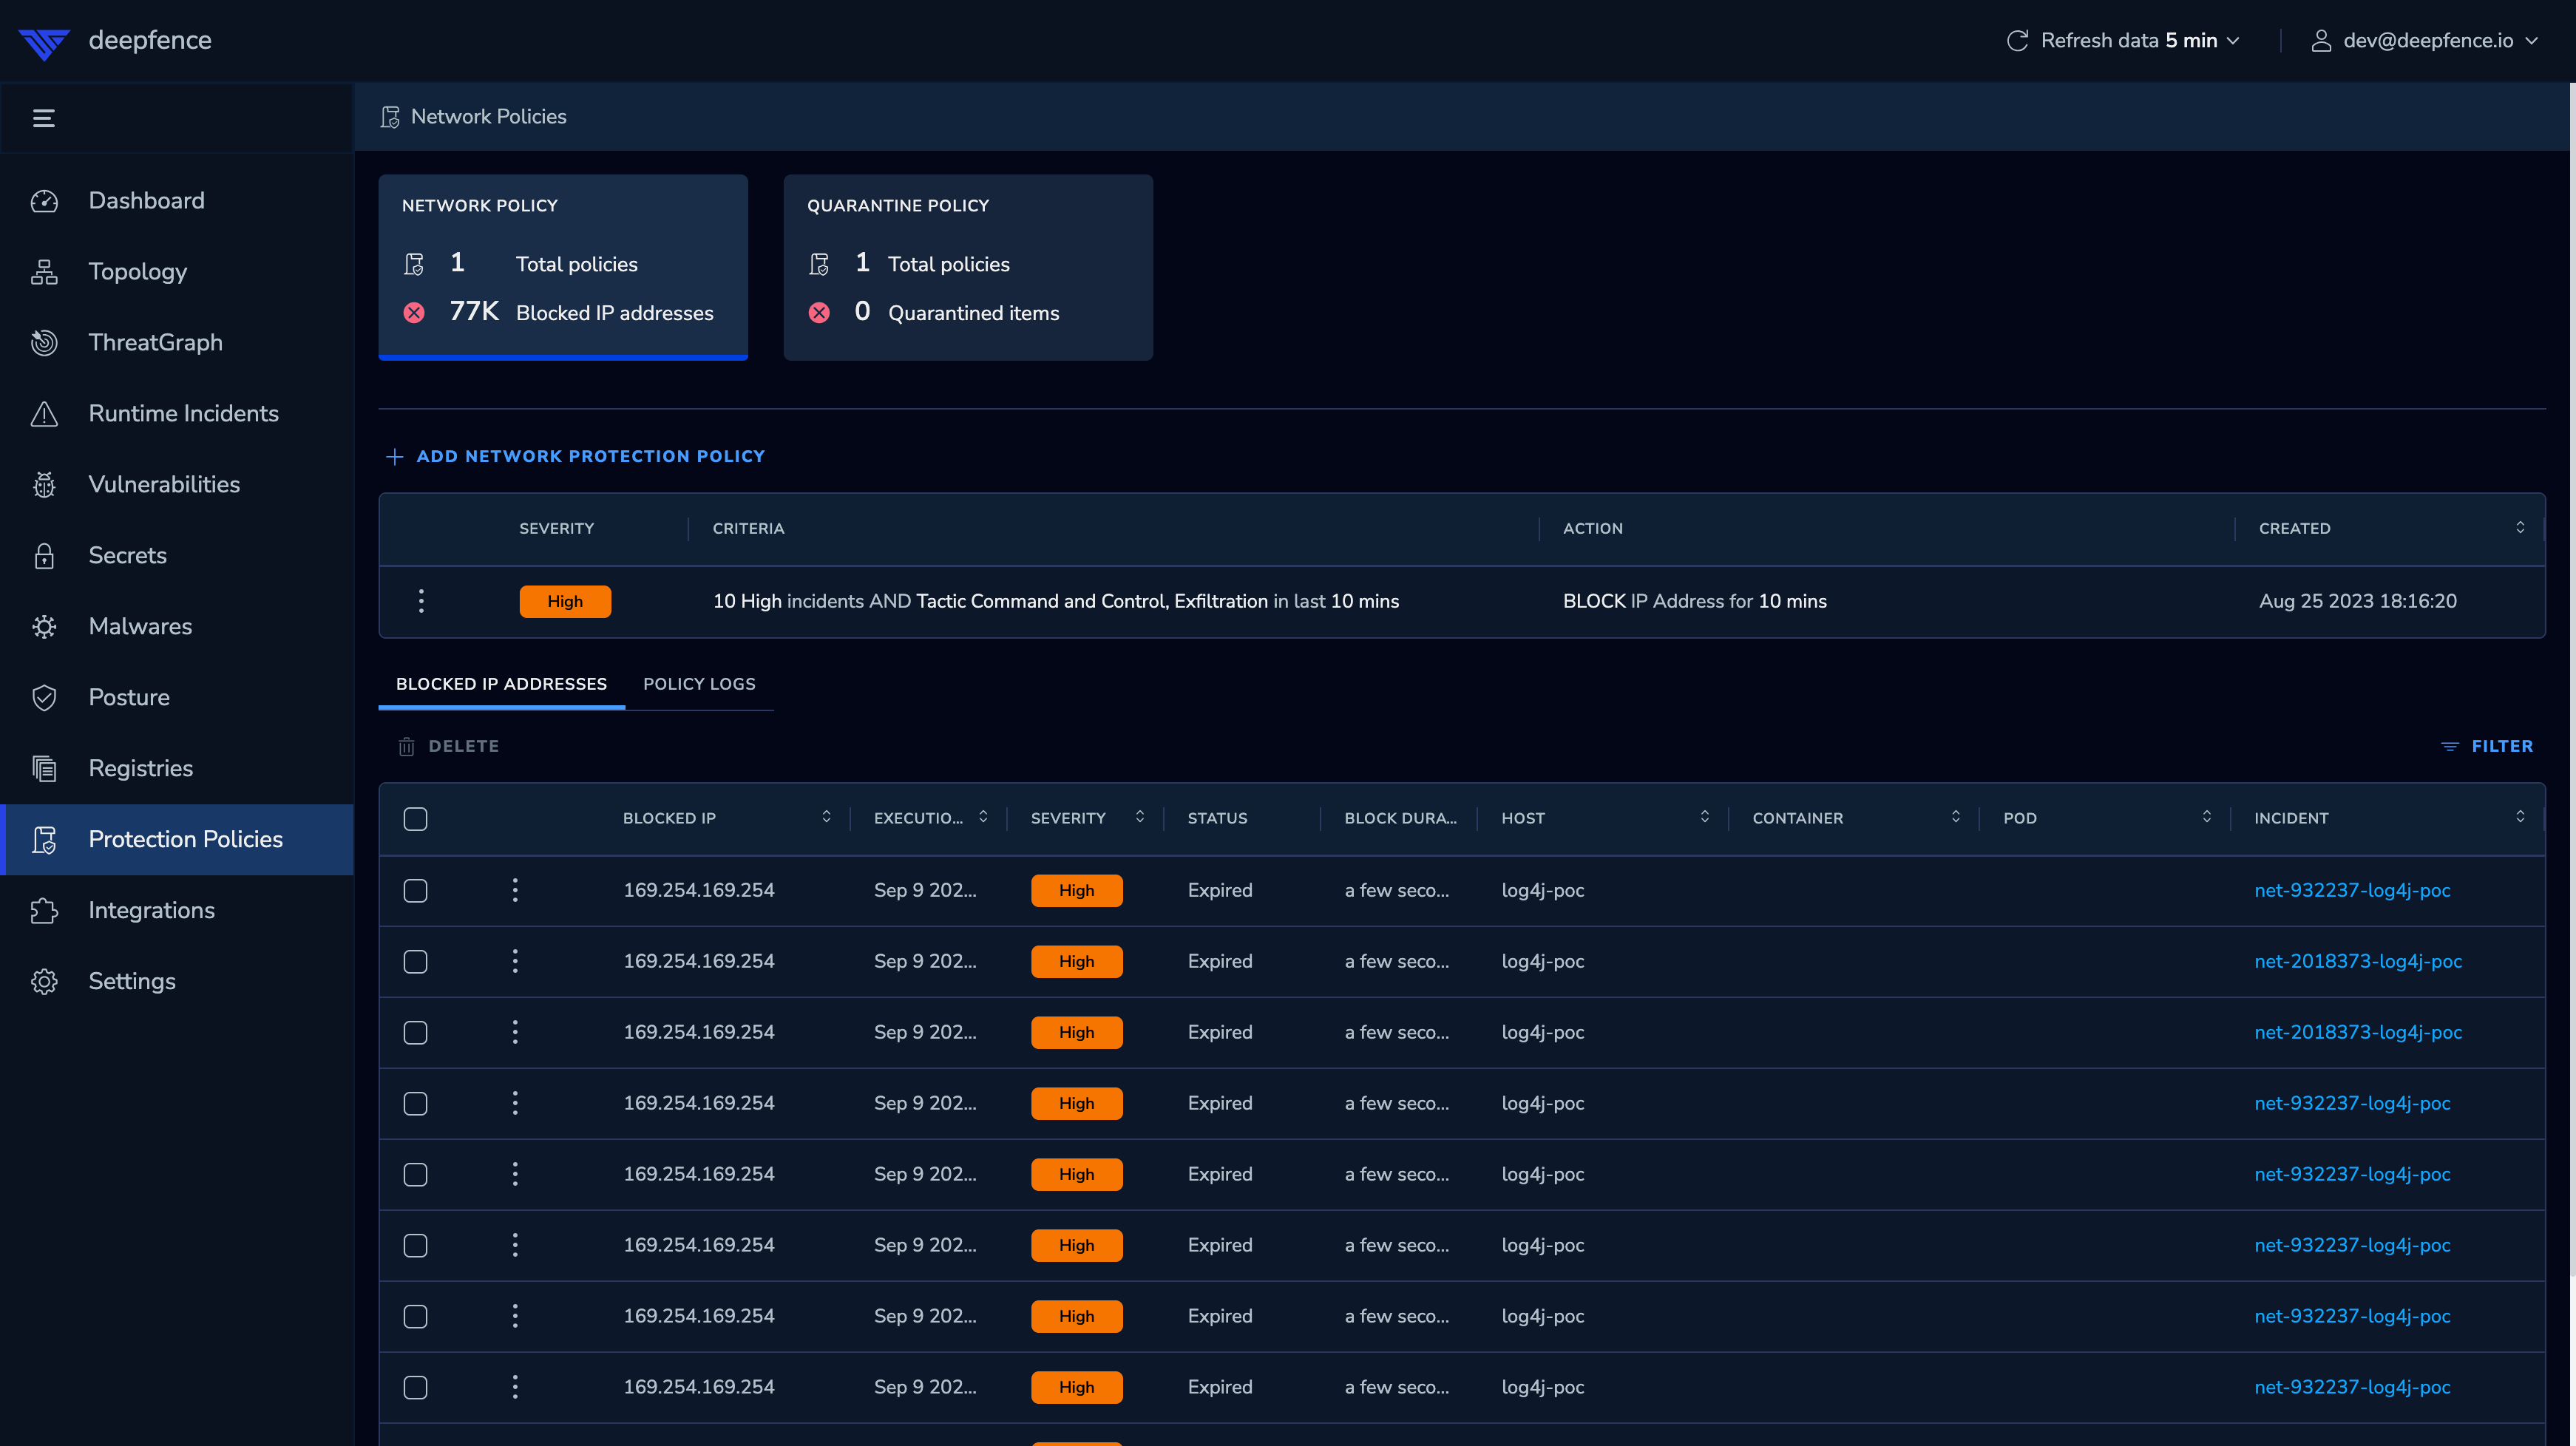 deepfence
Refresh data 5 min
dev@deepfence.io
Network Policies
Dashboard
Topology
ThreatGraph
Runtime Incidents
Vulnerabilities
Secrets
Malwares
Posture
Registries
Protection Policies
Integrations
Settings
NETWORK POLICY
1 Total policies
77K Blocked IP addresses
QUARANTINE POLICY
1 Total policies
0 Quarantined items
ADD NETWORK PROTECTION POLICY
SEVERITY CRITERIA ACTION CREATED
High 10 High incidents AND Tactic Command and Control, Exfiltration in last 10 mins BLOCK IP Address for 10 mins Aug 25 2023 18:16:20
BLOCKED IP ADDRESSES POLICY LOGS
DELETE FILTER
BLOCKED IP EXECUTIO... SEVERITY STATUS BLOCK DURA... HOST CONTAINER POD INCIDENT
169.254.169.254 Sep 9 202... High Expired a few seco... log4j-poc net-932237-log4j-poc
169.254.169.254 Sep 9 202... High Expired a few seco... log4j-poc net-2018373-log4j-poc
169.254.169.254 Sep 9 202... High Expired a few seco... log4j-poc net-2018373-log4j-poc
169.254.169.254 Sep 9 202... High Expired a few seco... log4j-poc net-932237-log4j-poc
169.254.169.254 Sep 9 202... High Expired a few seco... log4j-poc net-932237-log4j-poc
169.254.169.254 Sep 9 202... High Expired a few seco... log4j-poc net-932237-log4j-poc
169.254.169.254 Sep 9 202... High Expired a few seco... log4j-poc net-932237-log4j-poc
169.254.169.254 Sep 9 202... High Expired a few seco... log4j-poc net-932237-log4j-poc